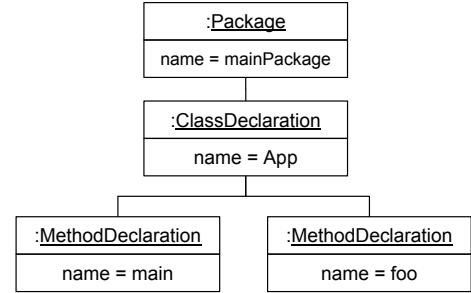 :Package
name = mainPackage
:ClassDeclaration
name = App
:MethodDeclaration
name = main
:MethodDeclaration
name = foo